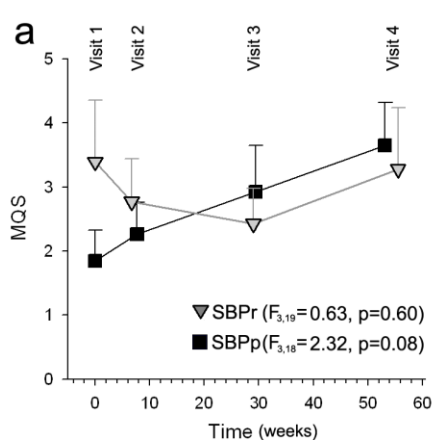 a
Visit 1
Visit 2
Visit 3
Visit 4
5
4
3
2
1
0
MQS
SBPr (F3,19=0.63, p=0.60)
SBPp(F3,18=2.32, p=0.08)
0 10 20 30 40 50 60
Time (weeks)